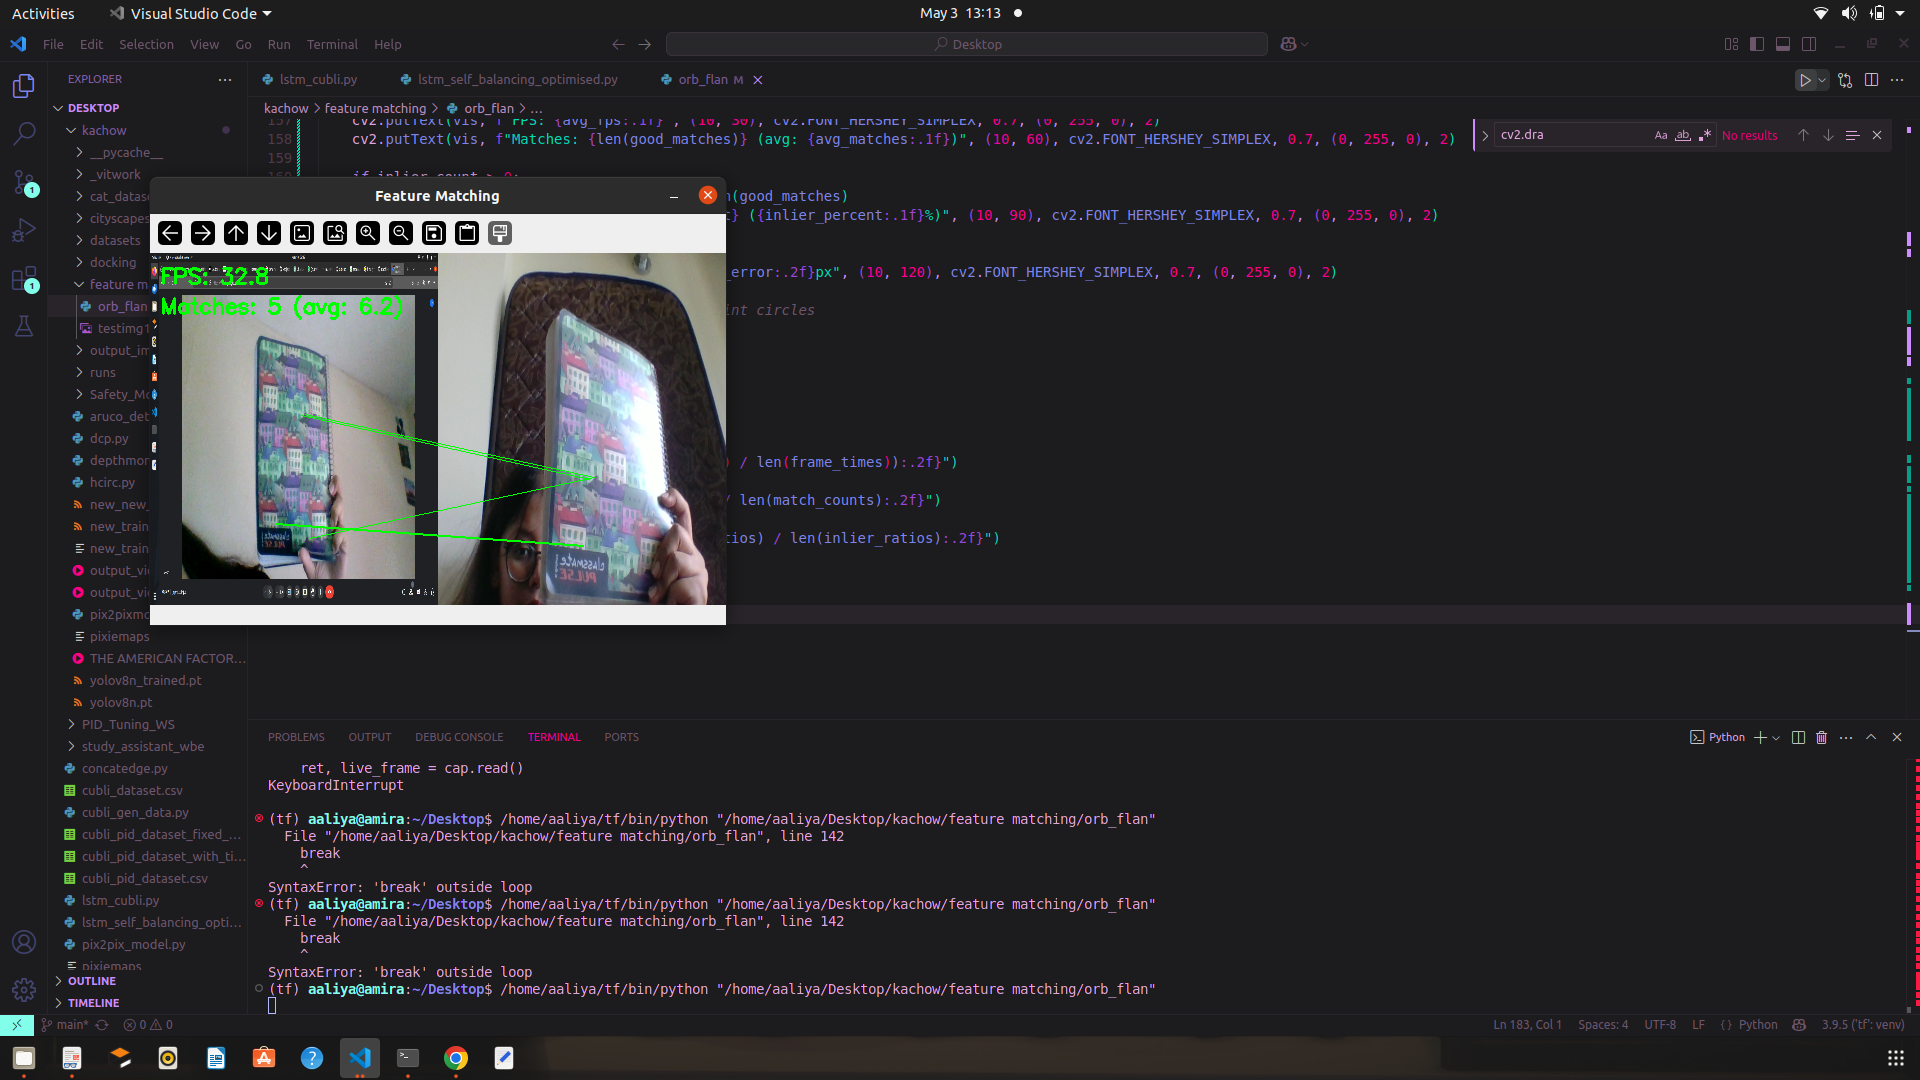 Activities
Visual Studio Code
May 3 13:13
File Edit Selection View Go Run Terminal Help
Desktop
EXPLORER
lstm_cubli.py
lstm_self_balancing_optimised.py
orb_flan M
DESKTOP
kachow > feature matching > orb_flan > ...
kachow
__pycache__
_vitwork
cat_datase
cityscapes
datasets
docking
feature m
orb_flan
testimg1
output_im
runs
Safety_Mo
aruco_det
dcp.py
depthmor
hcirc.py
new_new_
new_train
new_train
output_vi
output_vi
pix2pixmo
pixiemaps
THE AMERICAN FACTOR...
yolov8n_trained.pt
yolov8n.pt
PID_Tuning_WS
study_assistant_wbe
concatedge.py
cubli_dataset.csv
cubli_gen_data.py
cubli_pid_dataset_fixed_...
cubli_pid_dataset_with_ti...
cubli_pid_dataset.csv
lstm_cubli.py
lstm_self_balancing_opti...
pix2pix_model.py
pixiemaps
OUTLINE
TIMELINE
157 cv2.putText(vis, f"FPS: {avg_fps:.1f}", (10, 30), cv2.FONT_HERSHEY_SIMPLEX, 0.7, (0, 255, 0), 2)
158 cv2.putText(vis, f"Matches: {len(good_matches)} (avg: {avg_matches:.1f})", (10, 60), cv2.FONT_HERSHEY_SIMPLEX, 0.7, (0, 255, 0), 2)
159
160 if inlier_count > 0:
n(good_matches)
} ({inlier_percent:.1f}%)", (10, 90), cv2.FONT_HERSHEY_SIMPLEX, 0.7, (0, 255, 0), 2)
_error:.2f}px", (10, 120), cv2.FONT_HERSHEY_SIMPLEX, 0.7, (0, 255, 0), 2)
int circles
) / len(frame_times)):.2f}")
/ len(match_counts):.2f}")
tios) / len(inlier_ratios):.2f}")
cv2.dra
Aa ab
No results
Feature Matching
FPS: 32.8
Matches: 5 (avg: 6.2)
classmate
PULSE
PROBLEMS OUTPUT DEBUG CONSOLE TERMINAL PORTS
Python
ret, live_frame = cap.read()
KeyboardInterrupt
(tf) aaliya@amira:~/Desktop$ /home/aaliya/tf/bin/python "/home/aaliya/Desktop/kachow/feature matching/orb_flan"
File "/home/aaliya/Desktop/kachow/feature matching/orb_flan", line 142
break
^
SyntaxError: 'break' outside loop
(tf) aaliya@amira:~/Desktop$ /home/aaliya/tf/bin/python "/home/aaliya/Desktop/kachow/feature matching/orb_flan"
File "/home/aaliya/Desktop/kachow/feature matching/orb_flan", line 142
break
^
SyntaxError: 'break' outside loop
(tf) aaliya@amira:~/Desktop$ /home/aaliya/tf/bin/python "/home/aaliya/Desktop/kachow/feature matching/orb_flan"
main* 0 0
Ln 183, Col 1 Spaces: 4 UTF-8 LF {} Python 3.9.5 ('tf': venv)